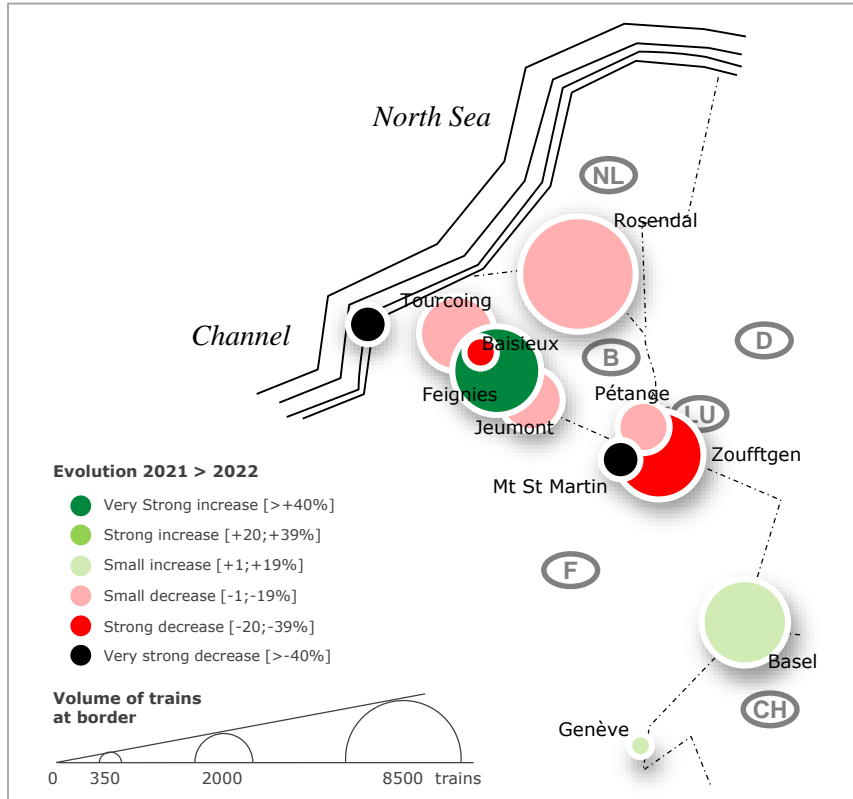 North Sea
NL
Rosendal
Tourcoing
Channel
Baisieux
B
D
Feignies
Pétange
LU
Jeumont
Zoufftgen
Mt St Martin
Evolution 2021 > 2022
Very Strong increase [>+40%]
Strong increase [+20;+39%]
Small increase [+1;+19%]
Small decrease [-1;-19%]
Strong decrease [-20;-39%]
Very strong decrease [>-40%]
F
Basel
CH
Genève
Volume of trains
at border
0 350 2000 8500 trains